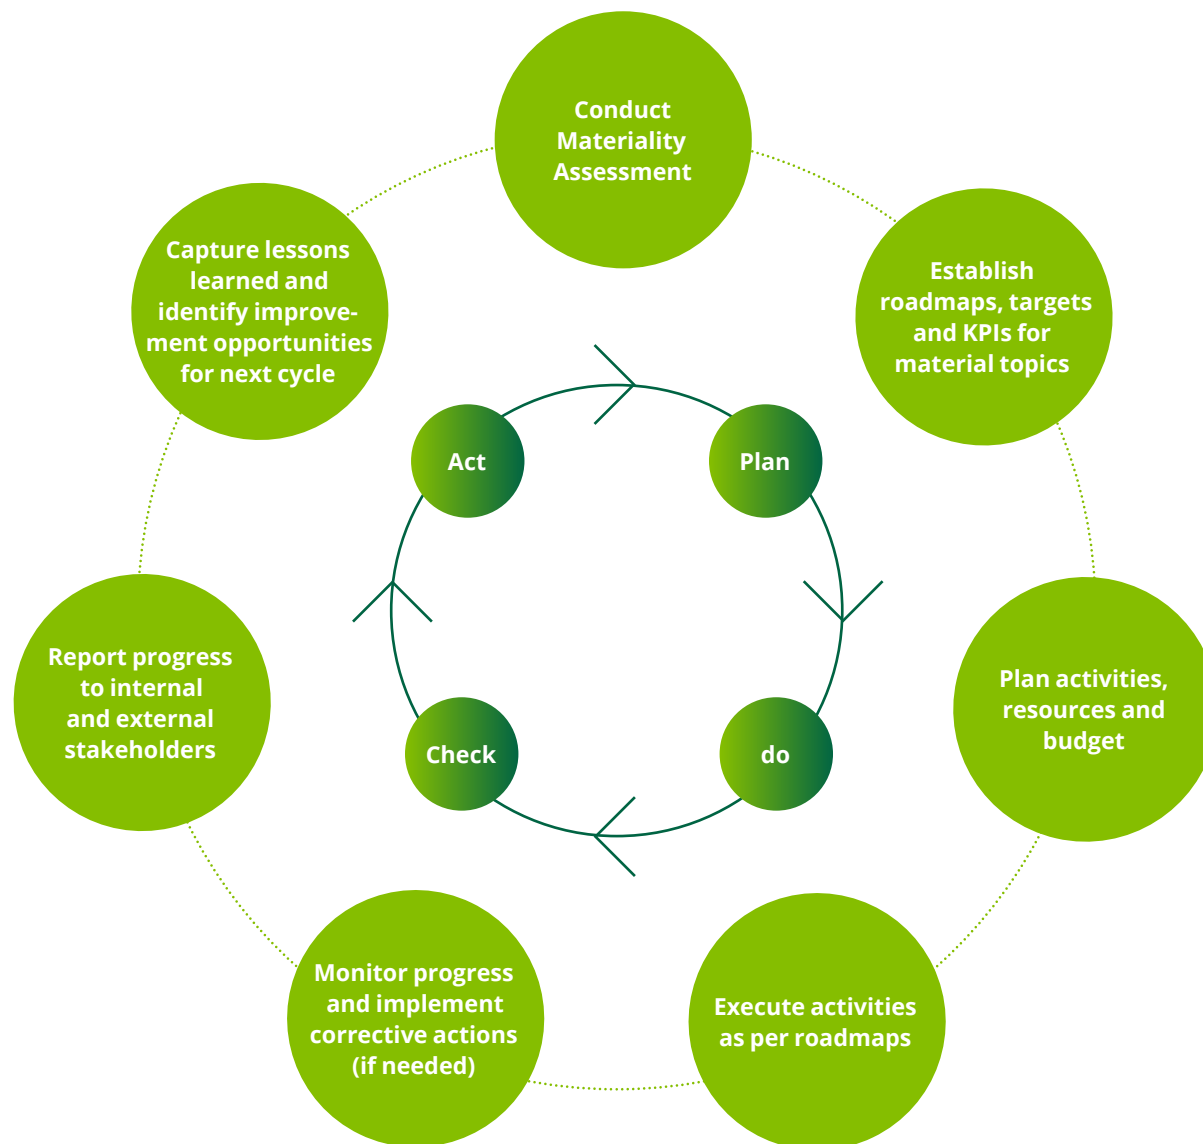 Conduct
Materiality
Assessment
Establish
roadmaps, targets
and KPIs for
material topics
Plan activities,
resources and
budget
Execute activities
as per roadmaps
Monitor progress
and implement
corrective actions
(if needed)
Report progress
to internal
and external
stakeholders
Capture lessons
learned and
identify improve-
ment opportunities
for next cycle
Plan
do
Check
Act